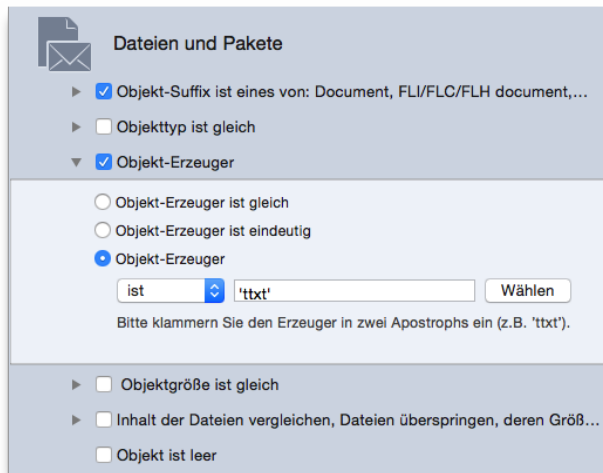 Dateien und Pakete
Objekt-Suffix ist eines von: Document, FLI/FLC/FLH document,...
Objekttyp ist gleich
Objekt-Erzeuger
Objekt-Erzeuger ist gleich
Objekt-Erzeuger ist eindeutig
Objekt-Erzeuger
ist 'ttxt' Wählen
Bitte klammern Sie den Erzeuger in zwei Apostrophs ein (z.B. 'ttxt').
Objektgröße ist gleich
Inhalt der Dateien vergleichen, Dateien überspringen, deren Größ...
Objekt ist leer